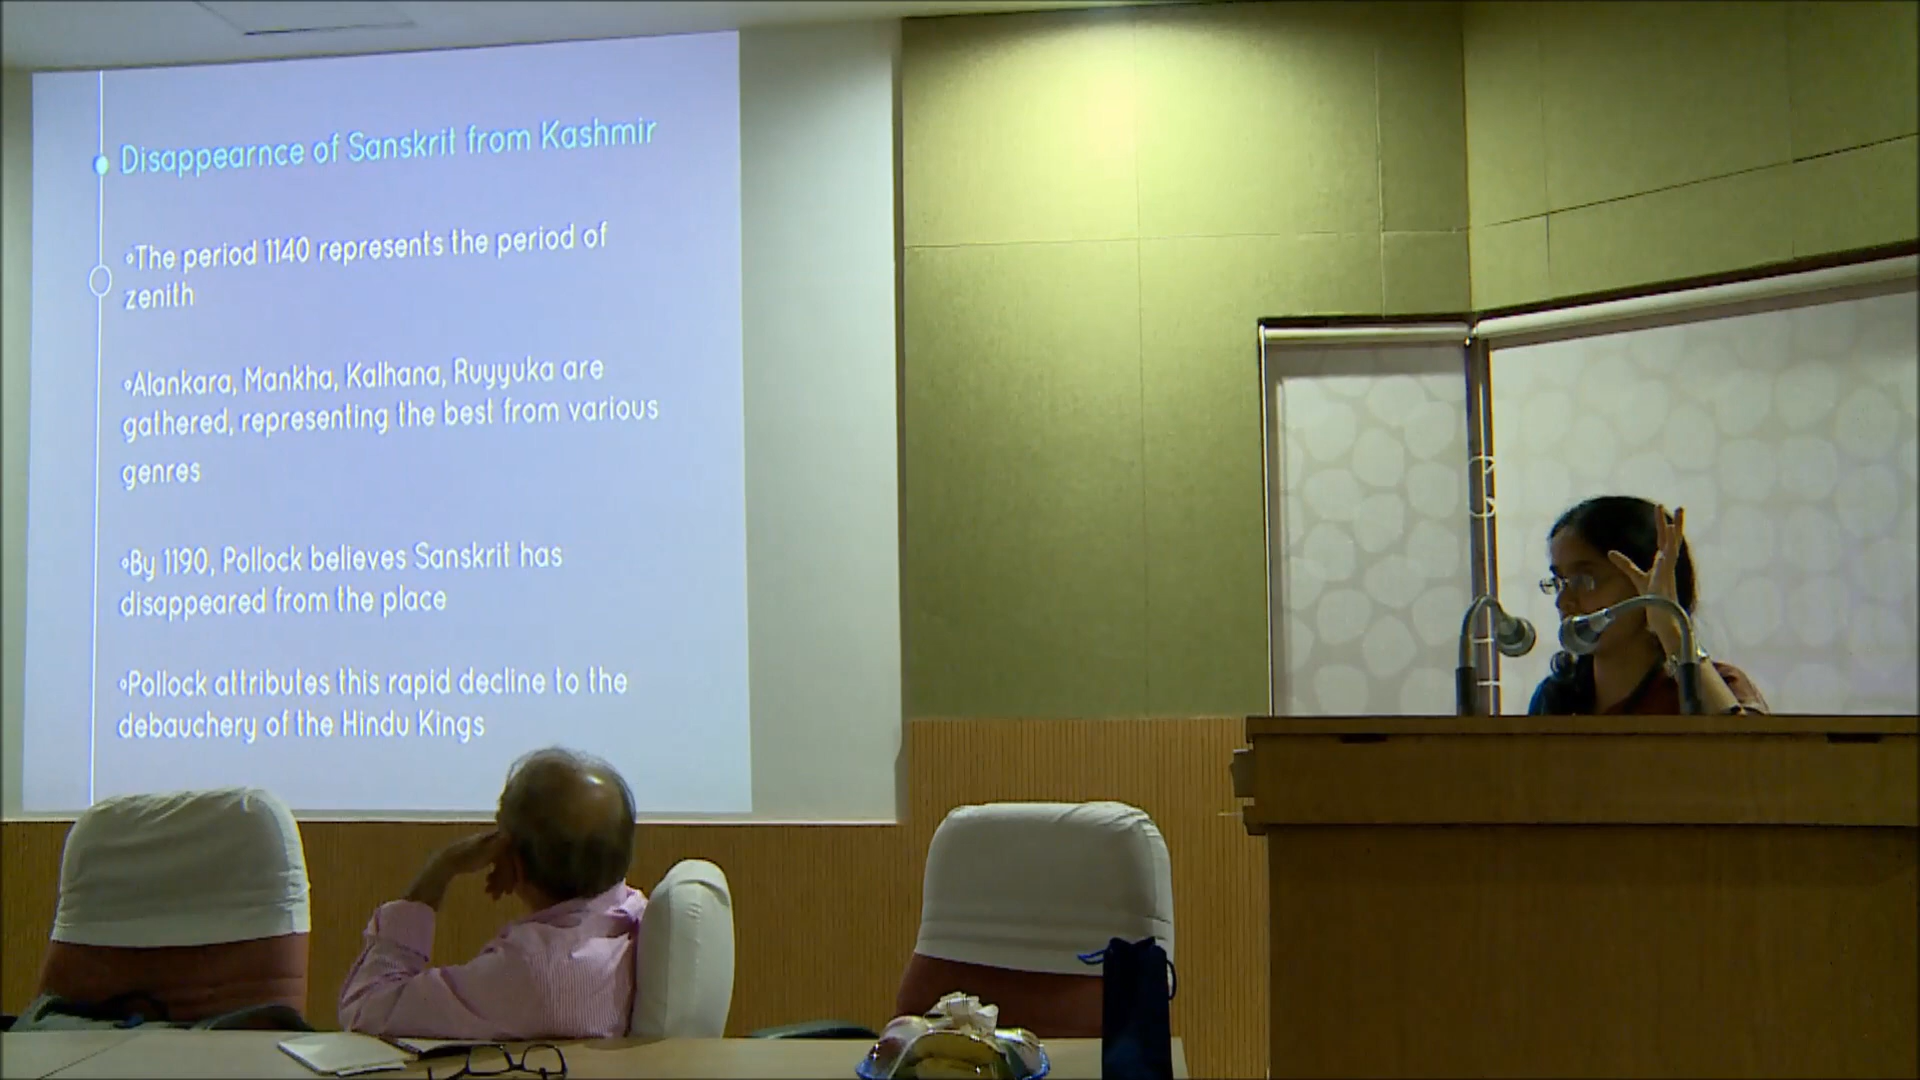 Disappearnce of Sanskrit from Kashmir
◦The period 1140 represents the period of
zenith
◦Alankara, Mankha, Kalhana, Ruyyuka are
gathered, representing the best from various
genres
◦By 1190, Pollock believes Sanskrit has
disappeared from the place
◦Pollock attributes this rapid decline to the
debauchery of the Hindu Kings